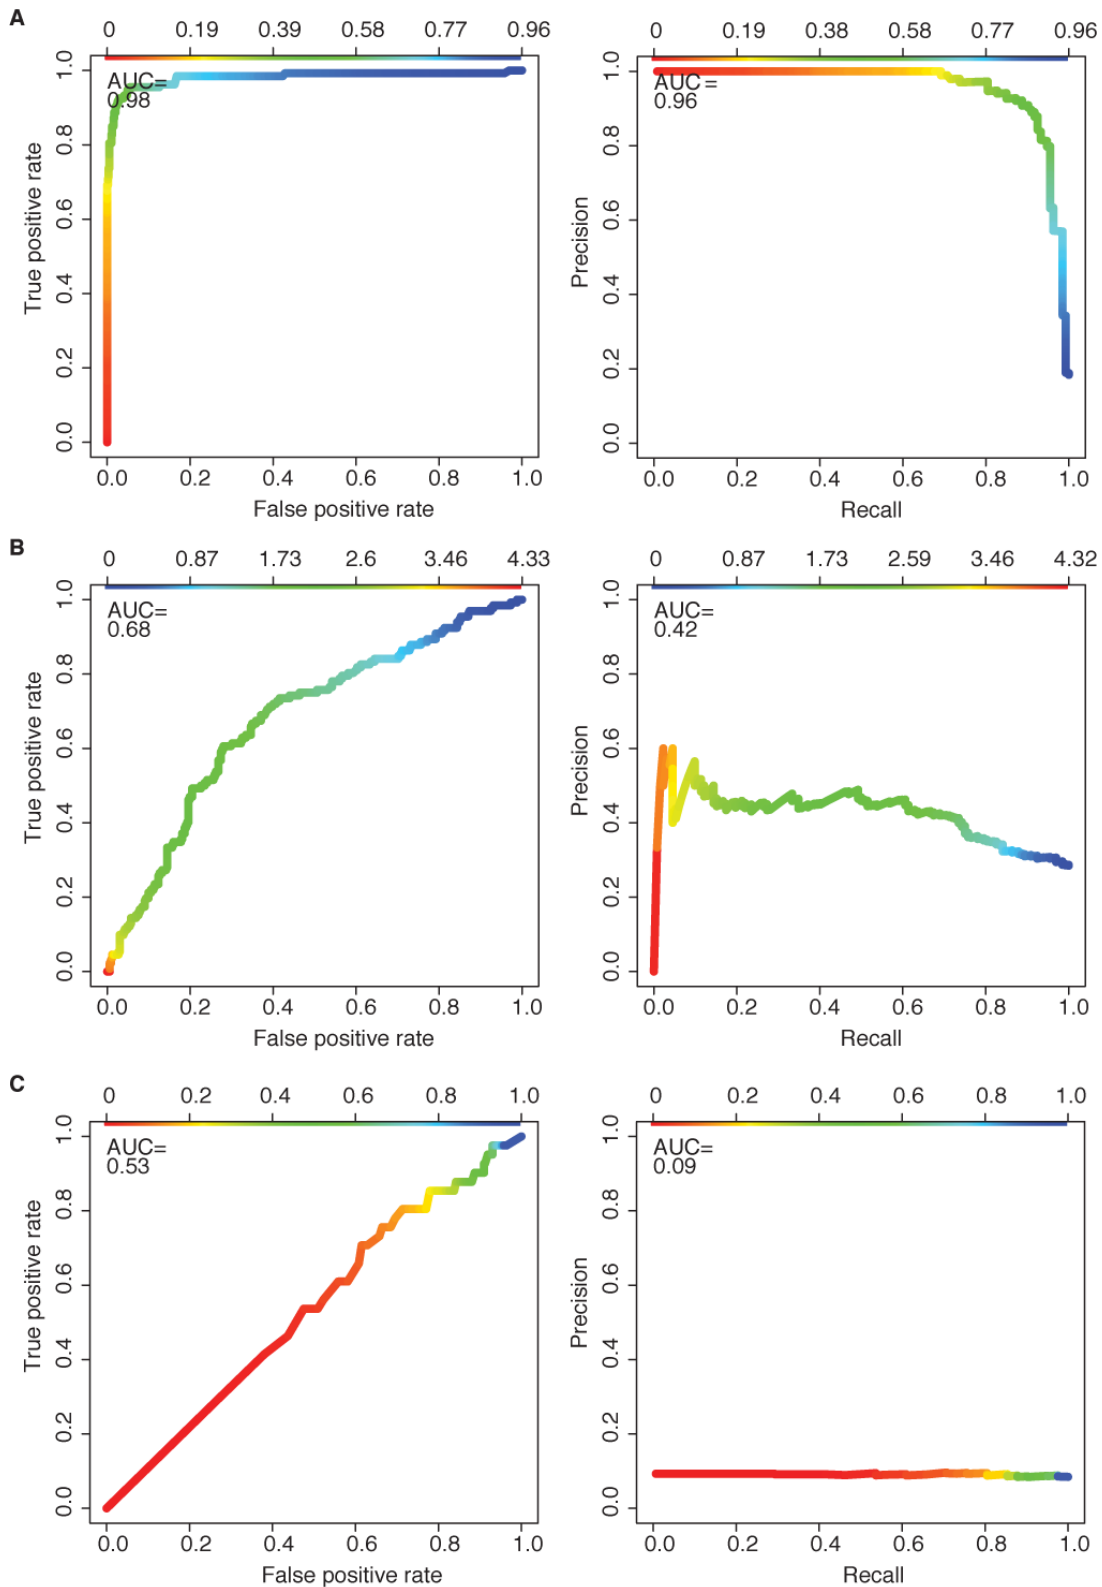 A
0 0.19 0.39 0.58 0.77 0.96
AUC=
0.98
0.0 0.2 0.4 0.6 0.8 1.0
True positive rate
0.0 0.2 0.4 0.6 0.8 1.0
False positive rate
0 0.19 0.38 0.58 0.77 0.96
AUC=
0.96
0.0 0.2 0.4 0.6 0.8 1.0
Precision
0.0 0.2 0.4 0.6 0.8 1.0
Recall
B
0 0.87 1.73 2.6 3.46 4.33
AUC=
0.68
0.0 0.2 0.4 0.6 0.8 1.0
True positive rate
0.0 0.2 0.4 0.6 0.8 1.0
False positive rate
0 0.87 1.73 2.59 3.46 4.32
AUC=
0.42
0.0 0.2 0.4 0.6 0.8 1.0
Precision
0.0 0.2 0.4 0.6 0.8 1.0
Recall
C
0 0.2 0.4 0.6 0.8 1.0
AUC=
0.53
0.0 0.2 0.4 0.6 0.8 1.0
True positive rate
0.0 0.2 0.4 0.6 0.8 1.0
False positive rate
0 0.2 0.4 0.6 0.8 1.0
AUC=
0.09
0.0 0.2 0.4 0.6 0.8 1.0
Precision
0.0 0.2 0.4 0.6 0.8 1.0
Recall